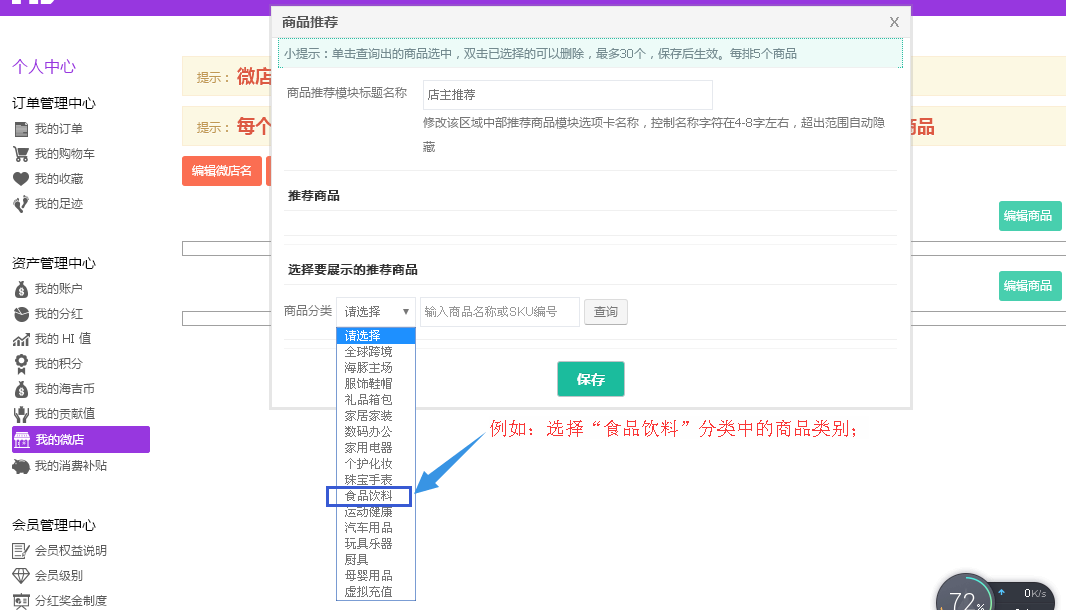 个人中心
订单管理中心
我的订单
我的购物车
我的收藏
我的足迹
资产管理中心
我的账户
我的分红
我的 HI 值
我的积分
我的海吉币
我的贡献值
我的微店
我的消费补贴
会员管理中心
会员权益说明
会员级别
分红奖金制度
提示： 微店
提示： 每个
商品
编辑微店名
编辑商品
编辑商品
商品推荐
X
小提示：单击查询出的商品选中，双击已选择的可以删除，最多30个，保存后生效。每排5个商品
商品推荐模块标题名称 店主推荐
修改该区域中部推荐商品模块选项卡名称，控制名称字符在4-8字左右，超出范围自动隐
藏
推荐商品
选择要展示的推荐商品
商品分类 请选择 输入商品名称或SKU编号 查询
请选择
全球跨境
海豚主场
服饰鞋帽
礼品箱包
家居家装
数码办公
家用电器
个护化妆
珠宝手表
食品饮料
运动健康
汽车用品
玩具乐器
厨具
母婴用品
虚拟充值
保存
例如：选择“食品饮料”分类中的商品类别；
72%
0K/s